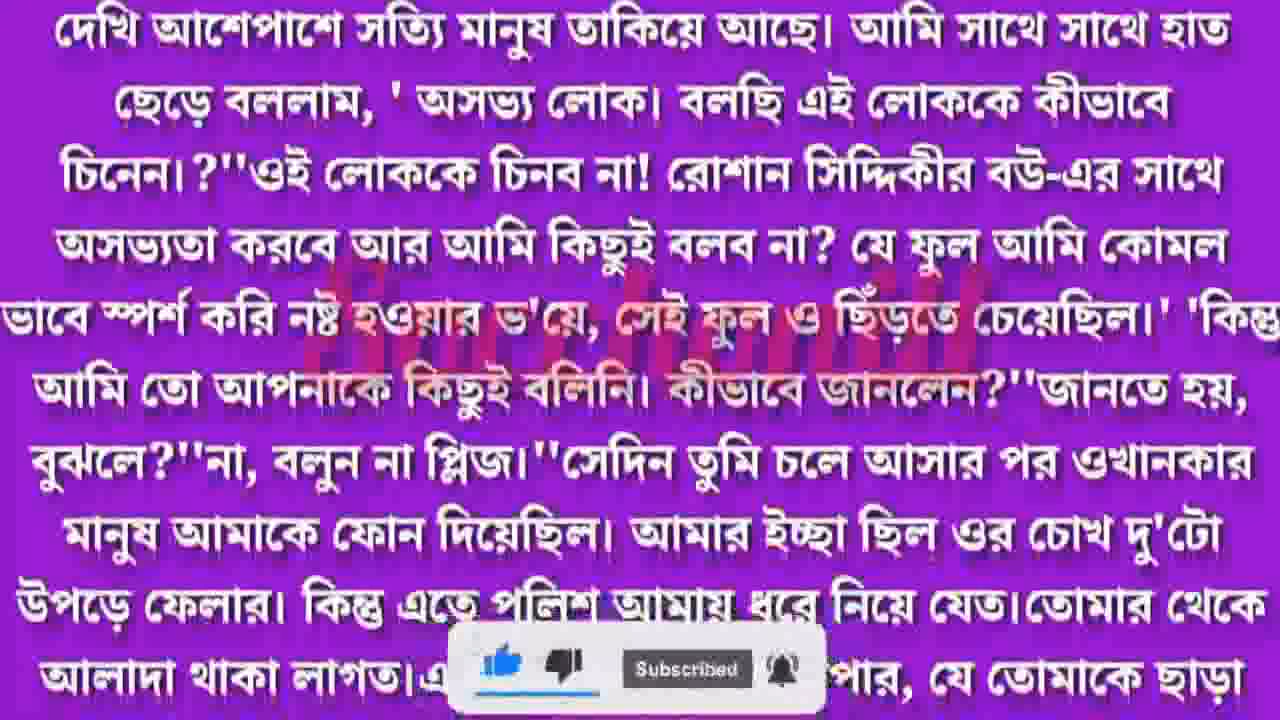 দেখি আশেপাশে সত্যি মানুষ তাকিয়ে আছে। আমি সাথে সাথে হাত
ছেড়ে বললাম, ' অসভ্য লোক। বলছি এই লোককে কীভাবে
চিনেন।?''ওই লোককে চিনব না! রোশান সিদ্দিকীর বউ-এর সাথে
অসভ্যতা করবে আর আমি কিছুই বলব না? যে ফুল আমি কোমল
ভাবে স্পর্শ করি নষ্ট হওয়ার ভ'য়ে, সেই ফুল ও ছিঁড়তে চেয়েছিল।' 'কিন্তু
আমি তো আপনাকে কিছুই বলিনি। কীভাবে জানলেন?''জানতে হয়,
বুঝলে?''না, বলুন না প্লিজ।''সেদিন তুমি চলে আসার পর ওখানকার
মানুষ আমাকে ফোন দিয়েছিল। আমার ইচ্ছা ছিল ওর চোখ দু'টো
উপড়ে ফেলার। কিন্তু এতে পুলিশ আমায় ধরে নিয়ে যেত।তোমার থেকে
আলাদা থাকা লাগত। যে তোমাকে ছাড়া
Subscribed